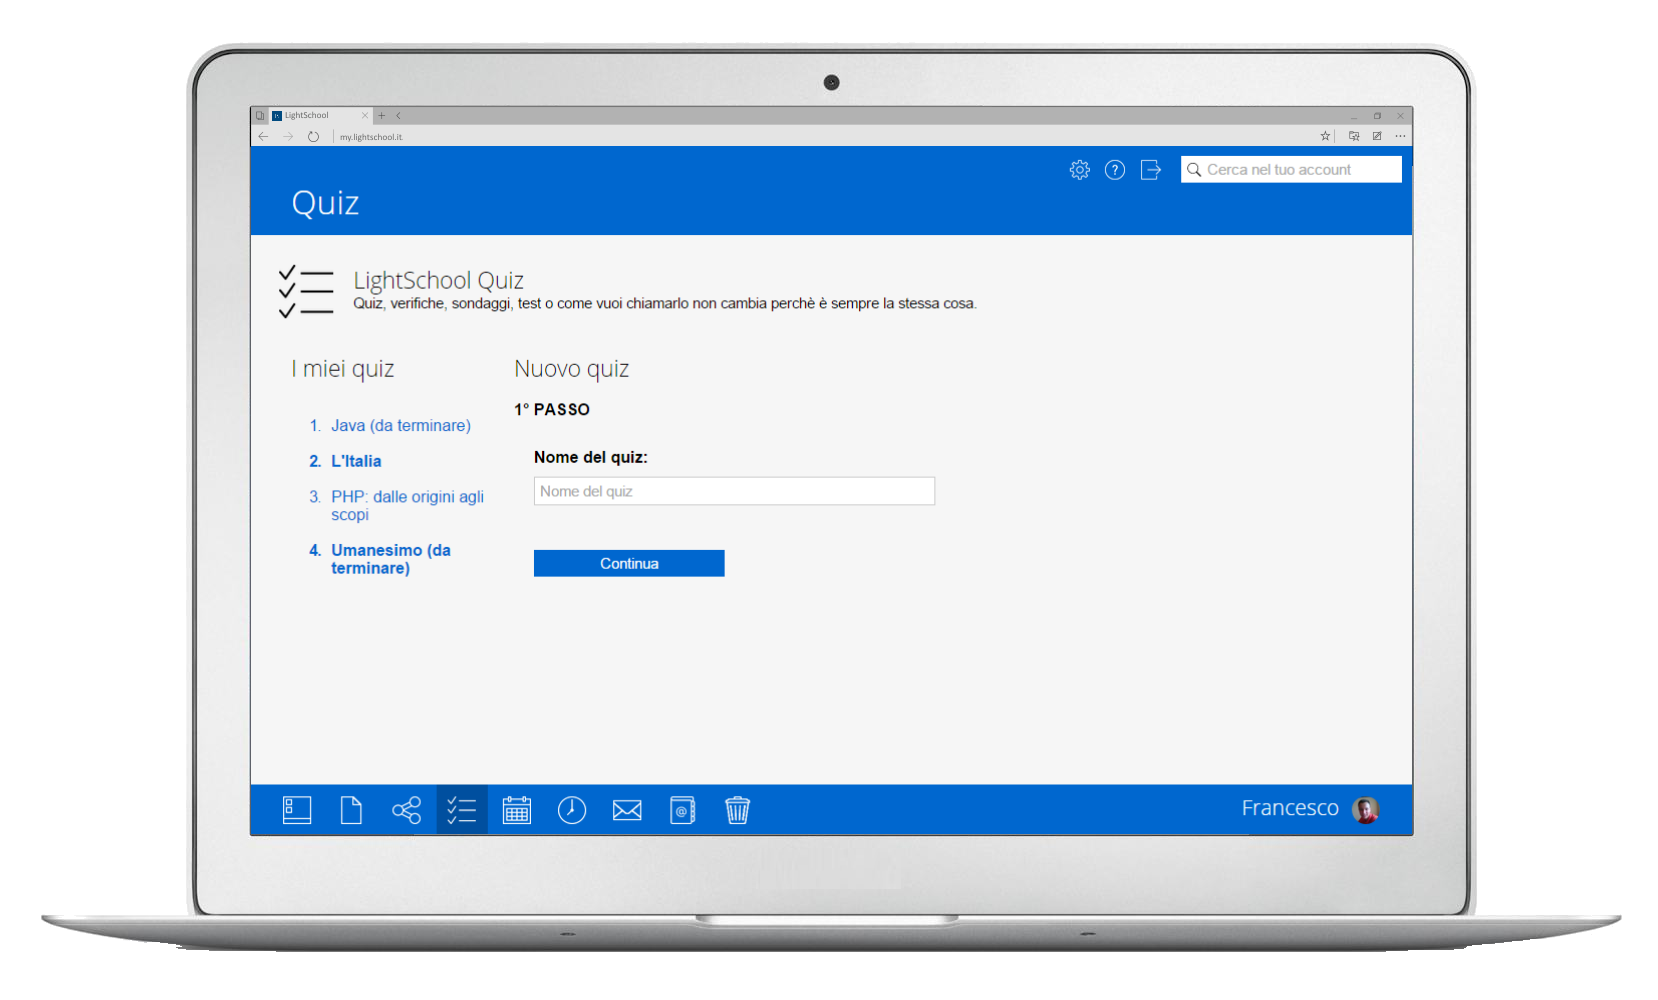 LightSchool
my.lightschool.it
Cerca nel tuo account
Quiz
LightSchool Quiz
Quiz, verifiche, sondaggi, test o come vuoi chiamarlo non cambia perchè è sempre la stessa cosa.
I miei quiz
1. Java (da terminare)
2. L'Italia
3. PHP: dalle origini agli
scopi
4. Umanesimo (da
terminare)
Nuovo quiz
1° PASSO
Nome del quiz:
Nome del quiz
Continua
Francesco